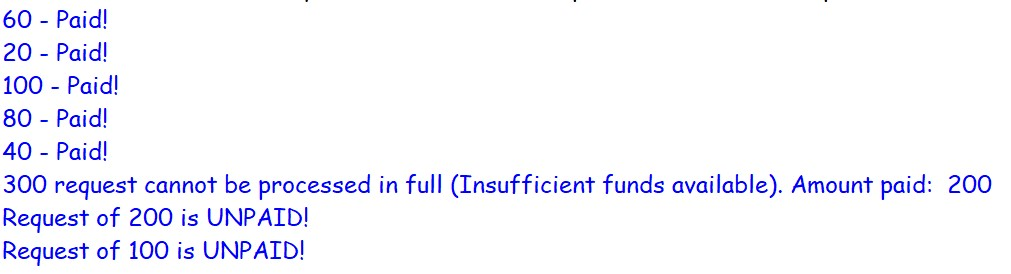 60 - Paid!
20 - Paid!
100 - Paid!
80 - Paid!
40 - Paid!
300 request cannot be processed in full (Insufficient funds available). Amount paid:  200
Request of 200 is UNPAID!
Request of 100 is UNPAID!